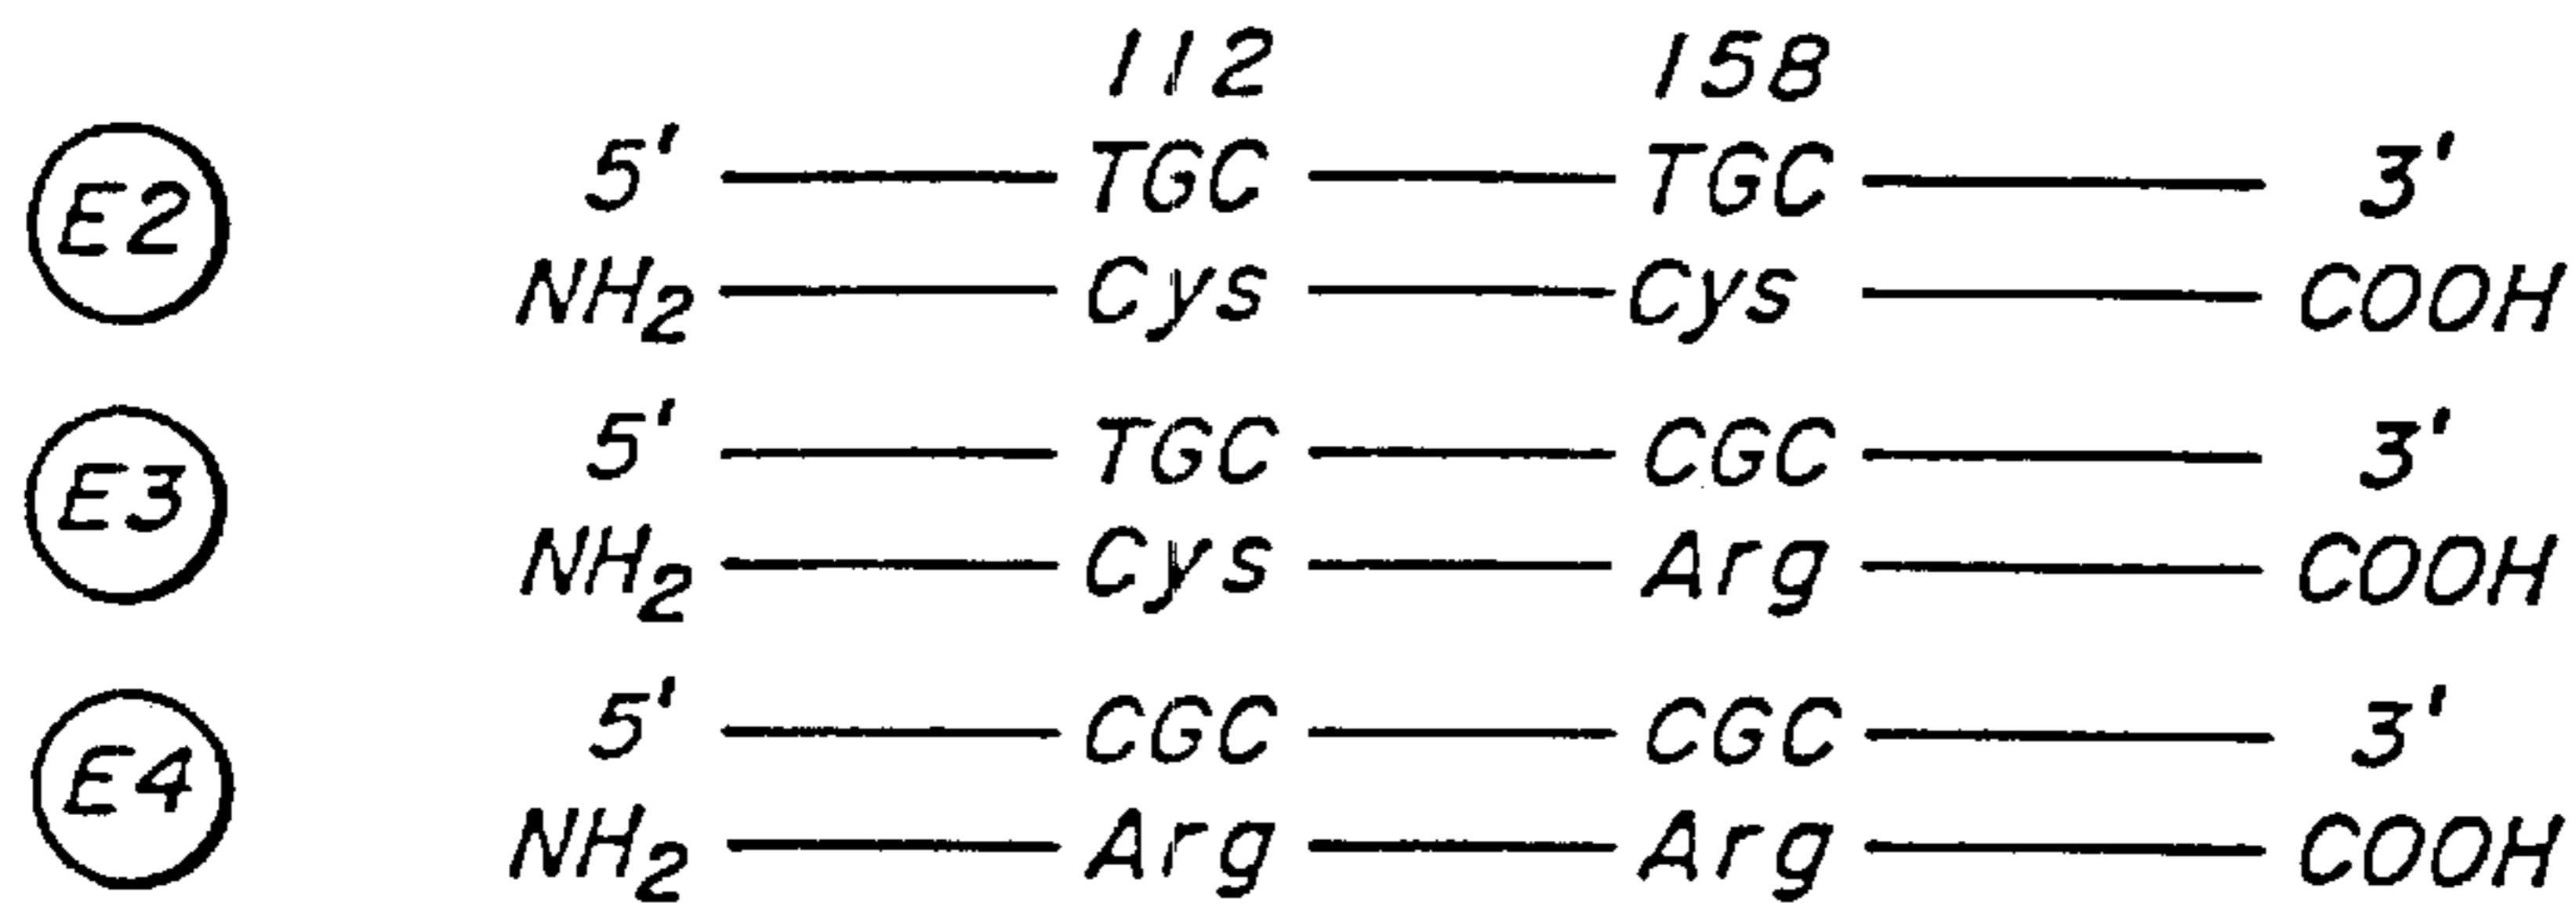 112 158
5' TGC TGC 3'
E2
NH2 Cys Cys COOH
5' TGC CGC 3'
E3
NH2 Cys Arg COOH
5' CGC CGC 3'
E4
NH2 Arg Arg COOH